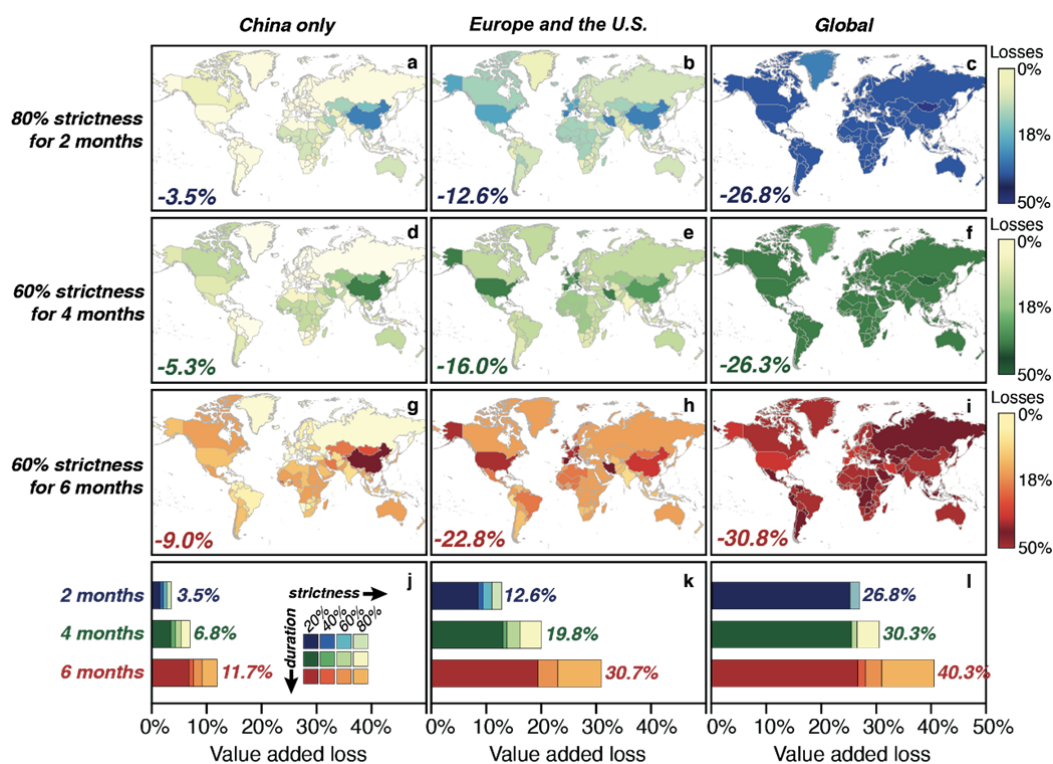 China only
Europe and the U.S.
Global
80% strictness
for 2 months
a
-3.5%
b
-12.6%
c
-26.8%
Losses
0%
18%
50%
60% strictness
for 4 months
d
-5.3%
e
-16.0%
f
-26.3%
Losses
0%
18%
50%
60% strictness
for 6 months
g
-9.0%
h
-22.8%
i
-30.8%
Losses
0%
18%
50%
2 months
4 months
6 months
j
3.5%
6.8%
11.7%
strictness
20%
40%
60%
80%
duration
k
12.6%
19.8%
30.7%
l
26.8%
30.3%
40.3%
0% 10% 20% 30% 40%
0% 10% 20% 30% 40%
0% 10% 20% 30% 40% 50%
Value added loss
Value added loss
Value added loss